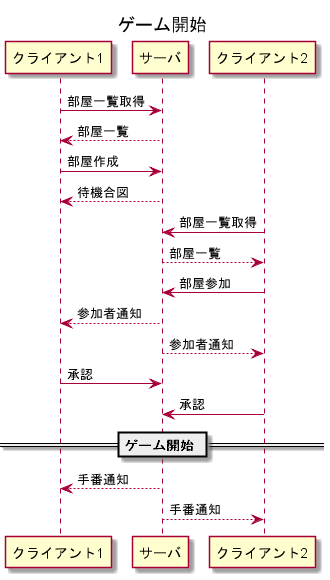 ゲーム開始
クライアント1 サーバ クライアント2
部屋一覧取得
部屋一覧
部屋作成
待機合図
部屋一覧取得
部屋一覧
部屋参加
参加者通知
参加者通知
承認
承認
ゲーム開始
手番通知
手番通知
クライアント1 サーバ クライアント2